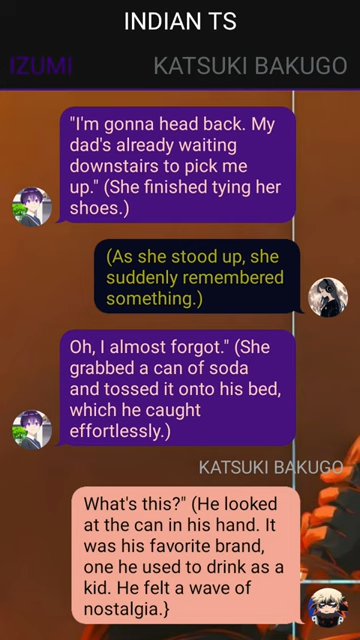 INDIAN TS
IZUMI
KATSUKI BAKUGO
"I'm gonna head back. My
dad's already waiting
downstairs to pick me
up." (She finished tying her
shoes.)
(As she stood up, she
suddenly remembered
something.)
Oh, I almost forgot." (She
grabbed a can of soda
and tossed it onto his bed,
which he caught
effortlessly.)
KATSUKI BAKUGO
What's this?" (He looked
at the can in his hand. It
was his favorite brand,
one he used to drink as a
kid. He felt a wave of
nostalgia.}